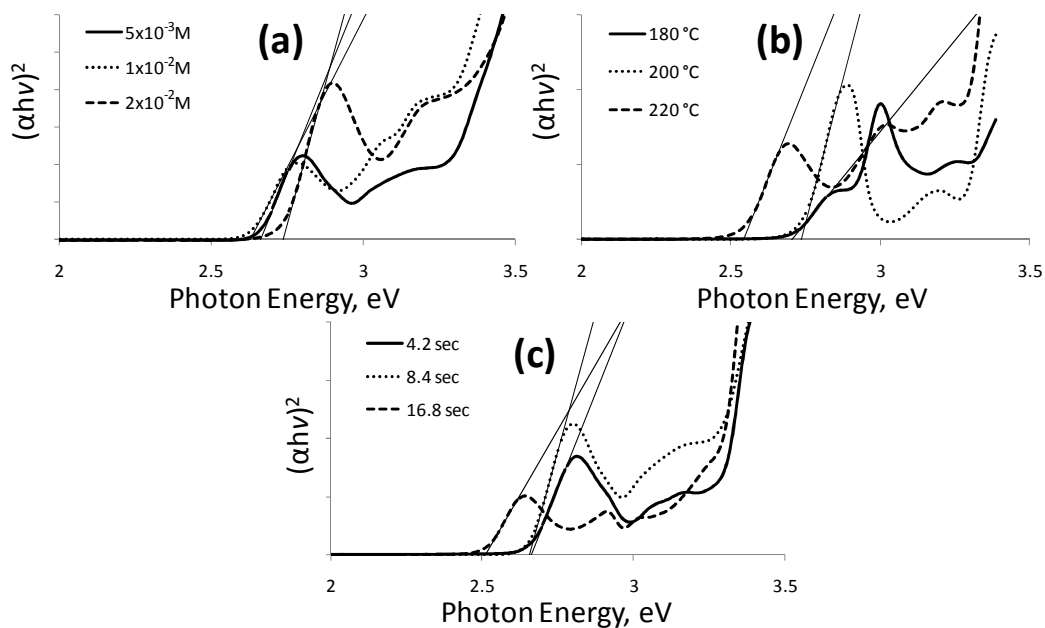 (a)
5x10⁻³M
1x10⁻²M
2x10⁻²M
(αhν)²
2 2.5 3 3.5
Photon Energy, eV
(b)
180 °C
200 °C
220 °C
(αhν)²
2 2.5 3 3.5
Photon Energy, eV
(c)
4.2 sec
8.4 sec
16.8 sec
(αhν)²
2 2.5 3 3.5
Photon Energy, eV